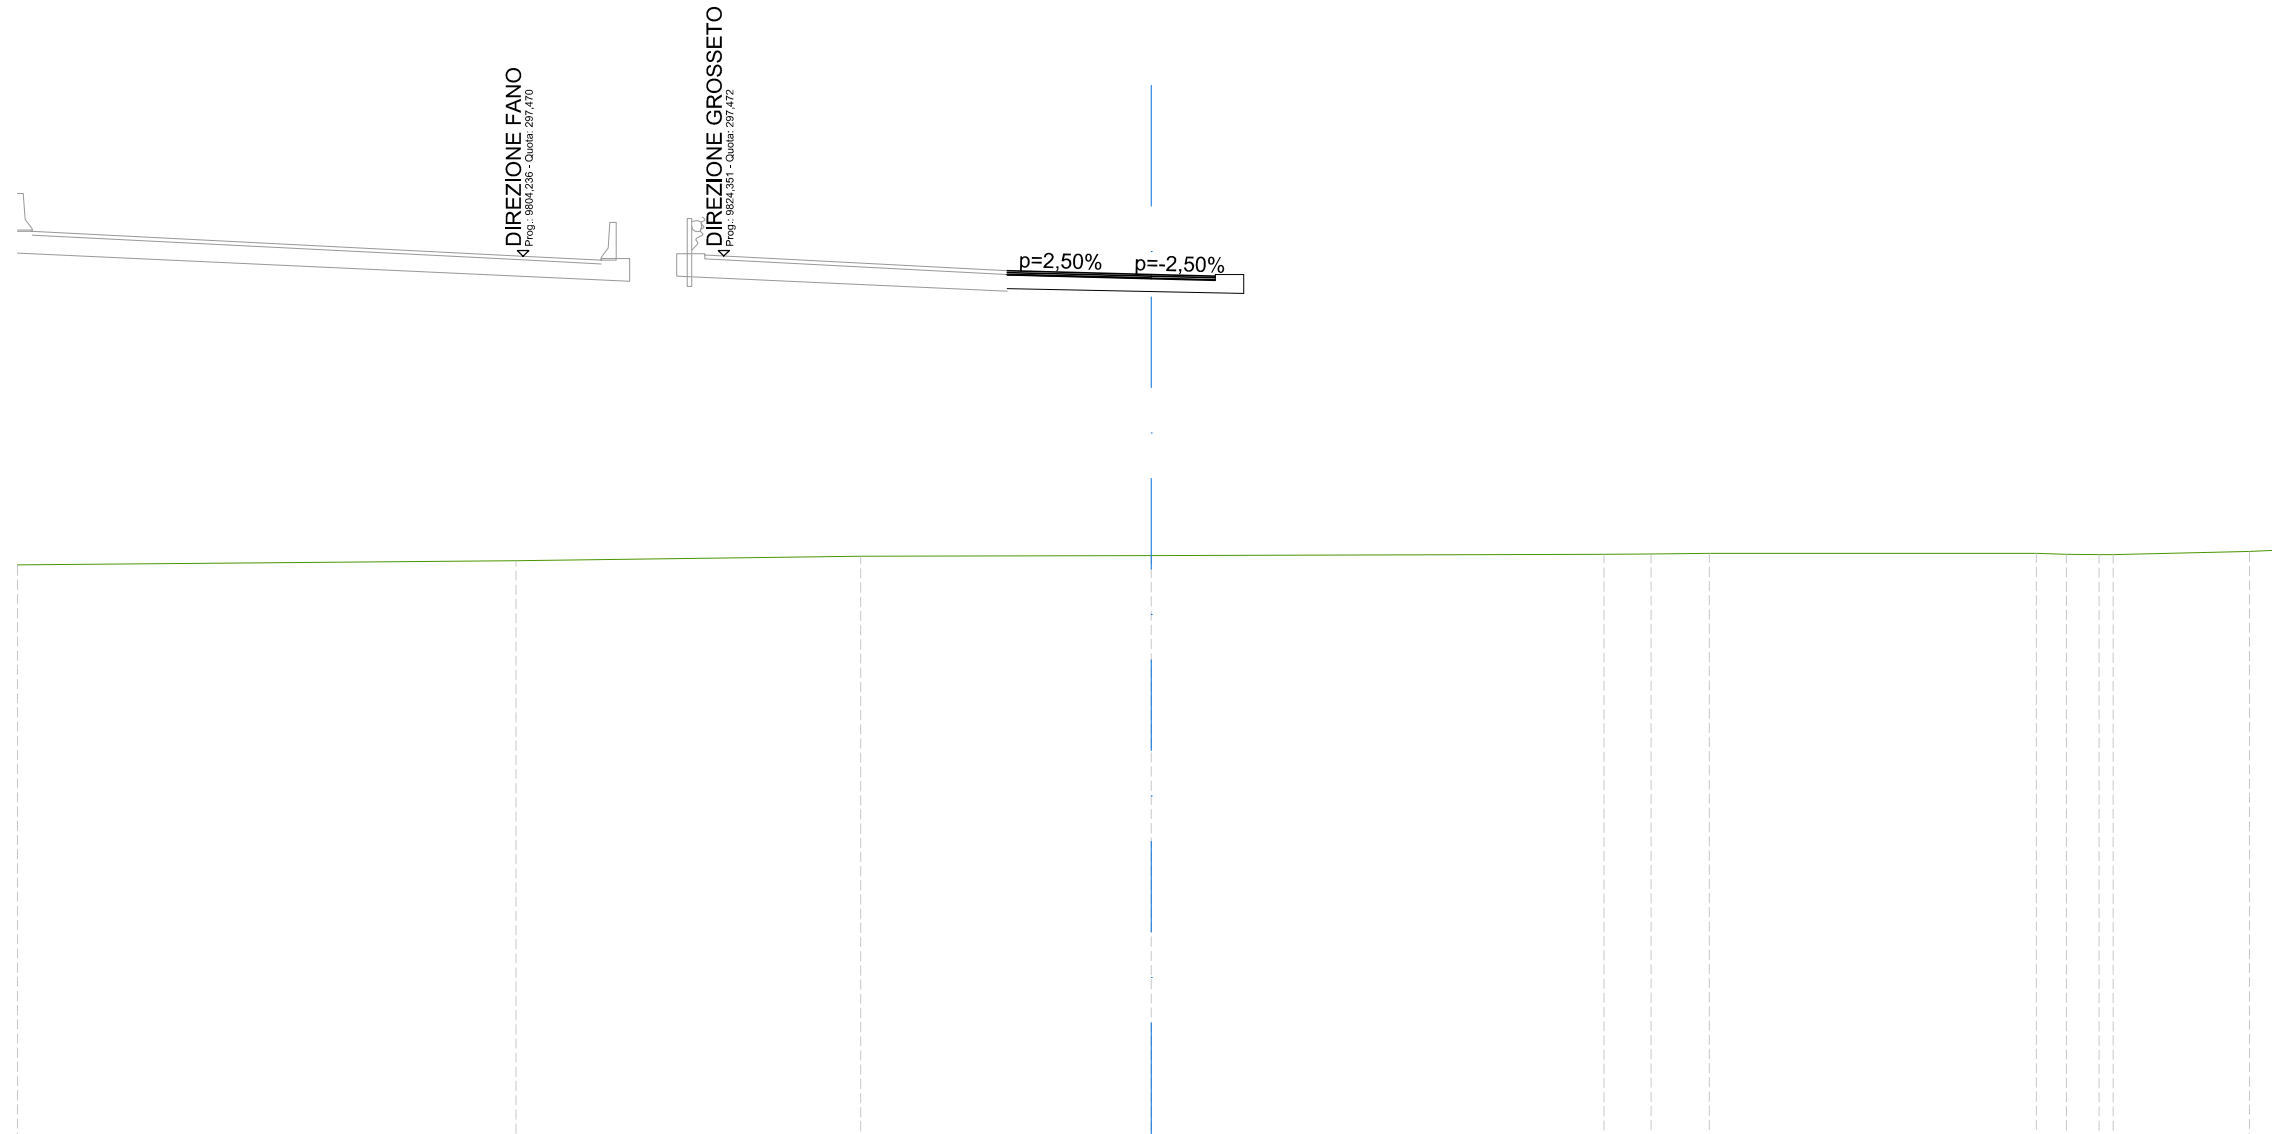 DIREZIONE FANO
Prog.: 9804,236 - Quota: 297,470
DIREZIONE GROSSETO
Prog.: 9824,351 - Quota: 297,472
p=2,50%
p=-2,50%